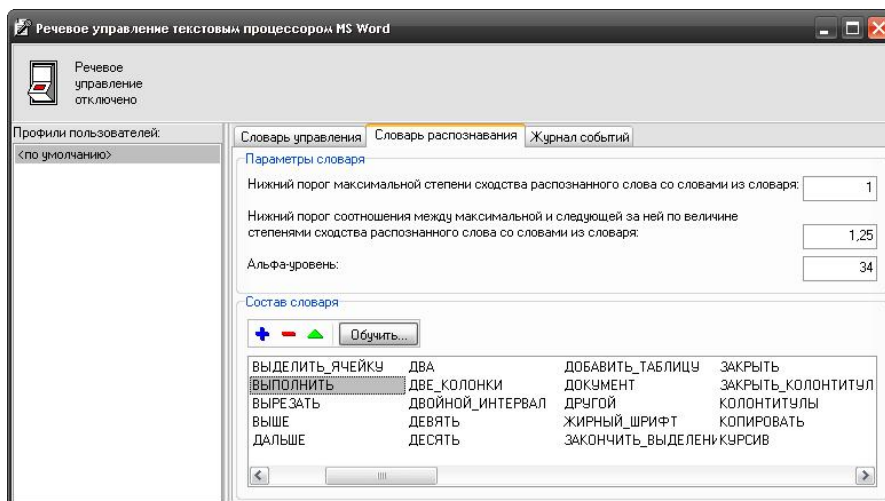 Речевое управление текстовым процессором MS Word
Речевое
управление
отключено
Профили пользователей:
<по умолчанию>
Словарь управления Словарь распознавания Журнал событий
Параметры словаря
Нижний порог максимальной степени сходства распознанного слова со словами из словаря: 1
Нижний порог соотношения между максимальной и следующей за ней по величине
степенями сходства распознанного слова со словами из словаря: 1,25
Альфа-уровень: 34
Состав словаря
Обучить...
ВЫДЕЛИТЬ_ЯЧЕЙКУ ДВА ДОБАВИТЬ_ТАБЛИЦУ ЗАКРЫТЬ
ВЫПОЛНИТЬ ДВЕ_КОЛОНКИ ДОКУМЕНТ ЗАКРЫТЬ_КОЛОНТИТУЛ
ВЫРЕЗАТЬ ДВОЙНОЙ_ИНТЕРВАЛ ДРУГОЙ КОЛОНТИТУЛЫ
ВЫШЕ ДЕВЯТЬ ЖИРНЫЙ_ШРИФТ КОПИРОВАТЬ
ДАЛЬШЕ ДЕСЯТЬ ЗАКОНЧИТЬ_ВЫДЕЛЕНИ КУРСИВ